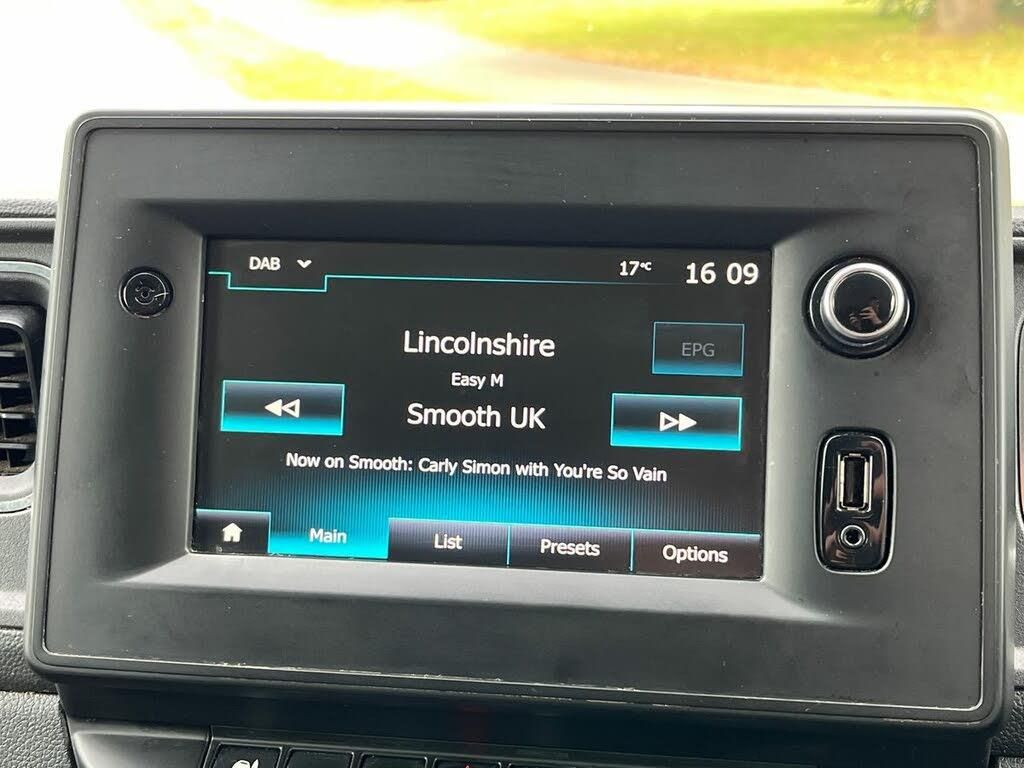 DAB
17°C 16 09
Lincolnshire
EPG
Easy M
Smooth UK
Now on Smooth: Carly Simon with You're So Vain
Main
List
Presets
Options